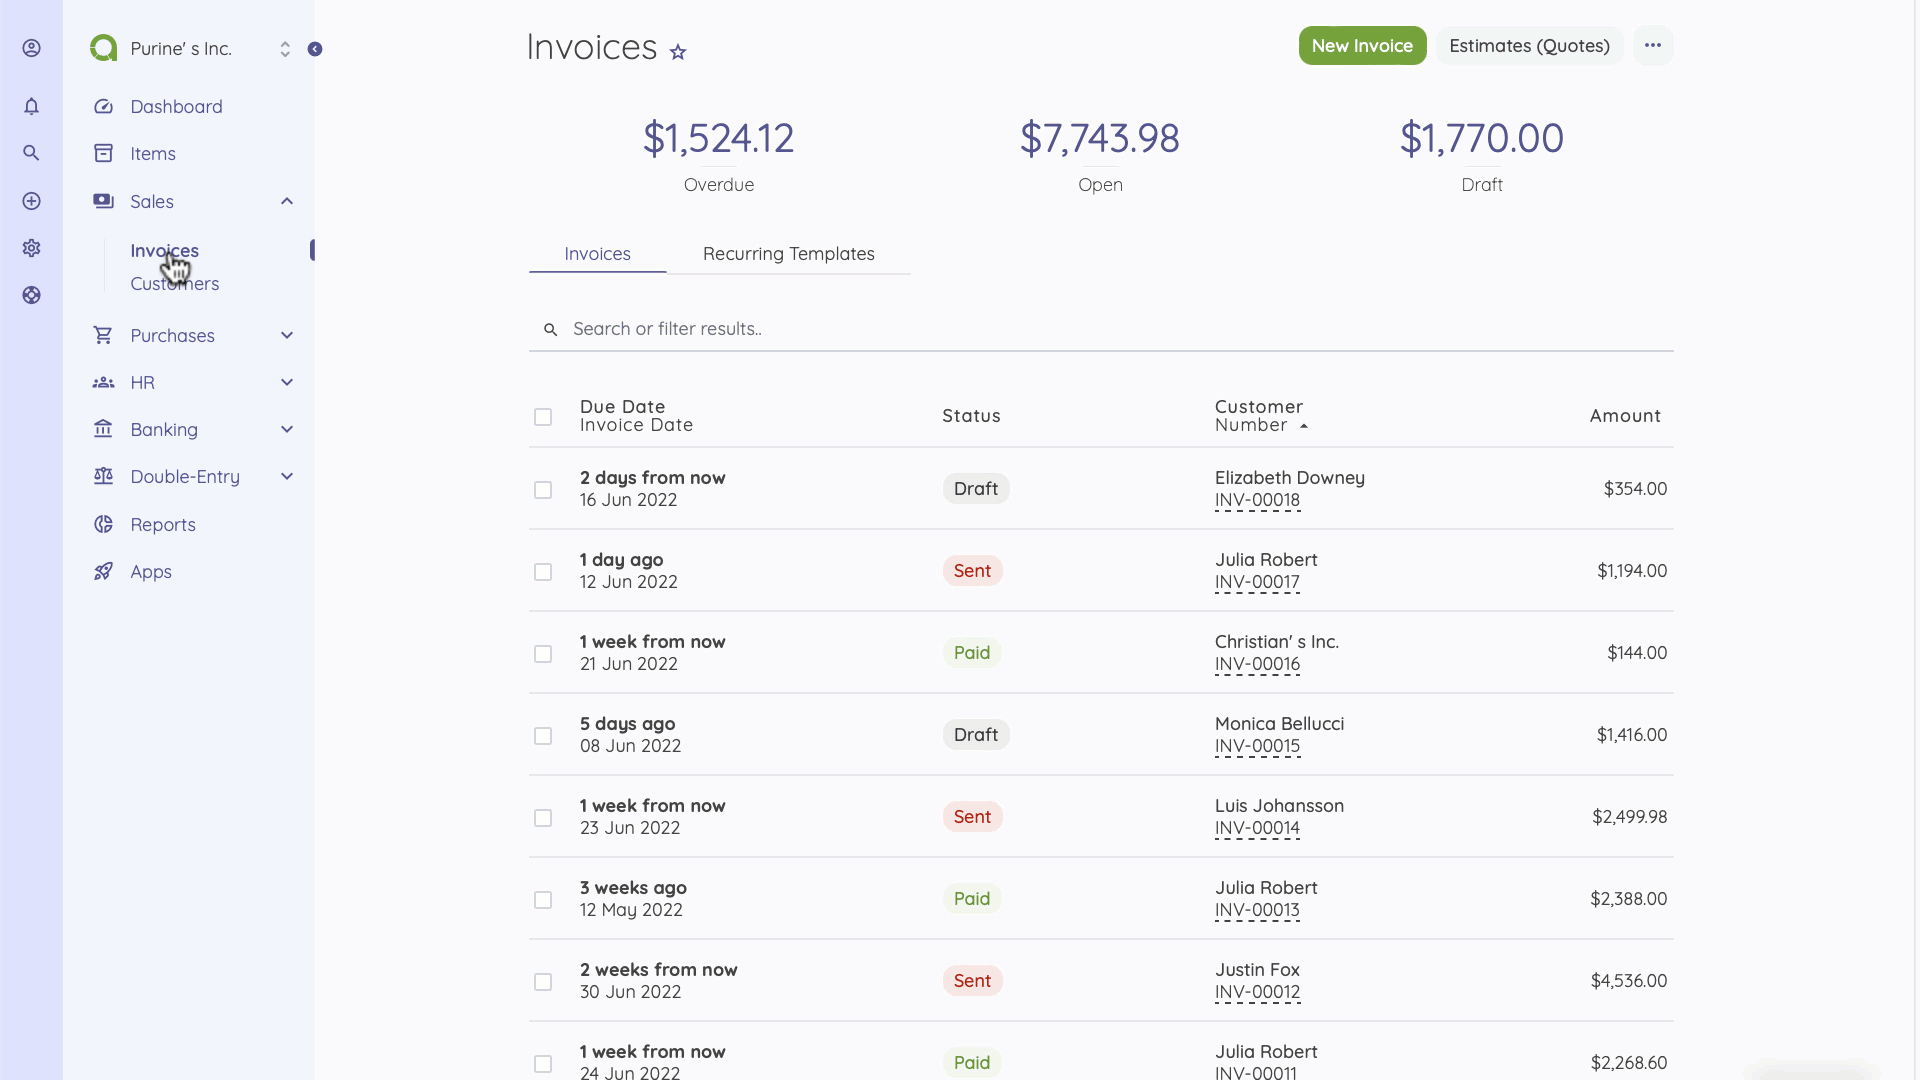 Purine' s Inc.
Dashboard
Items
Sales
Invoices
Customers
Purchases
HR
Banking
Double-Entry
Reports
Apps
Invoices
New Invoice
Estimates (Quotes)
$1,524.12
Overdue
$7,743.98
Open
$1,770.00
Draft
Invoices
Recurring Templates
Search or filter results..
Due Date
Invoice Date
Status
Customer
Number
Amount
2 days from now
16 Jun 2022
Draft
Elizabeth Downey
INV-00018
$354.00
1 day ago
12 Jun 2022
Sent
Julia Robert
INV-00017
$1,194.00
1 week from now
21 Jun 2022
Paid
Christian' s Inc.
INV-00016
$144.00
5 days ago
08 Jun 2022
Draft
Monica Bellucci
INV-00015
$1,416.00
1 week from now
23 Jun 2022
Sent
Luis Johansson
INV-00014
$2,499.98
3 weeks ago
12 May 2022
Paid
Julia Robert
INV-00013
$2,388.00
2 weeks from now
30 Jun 2022
Sent
Justin Fox
INV-00012
$4,536.00
1 week from now
24 Jun 2022
Paid
Julia Robert
INV-00011
$2,268.60